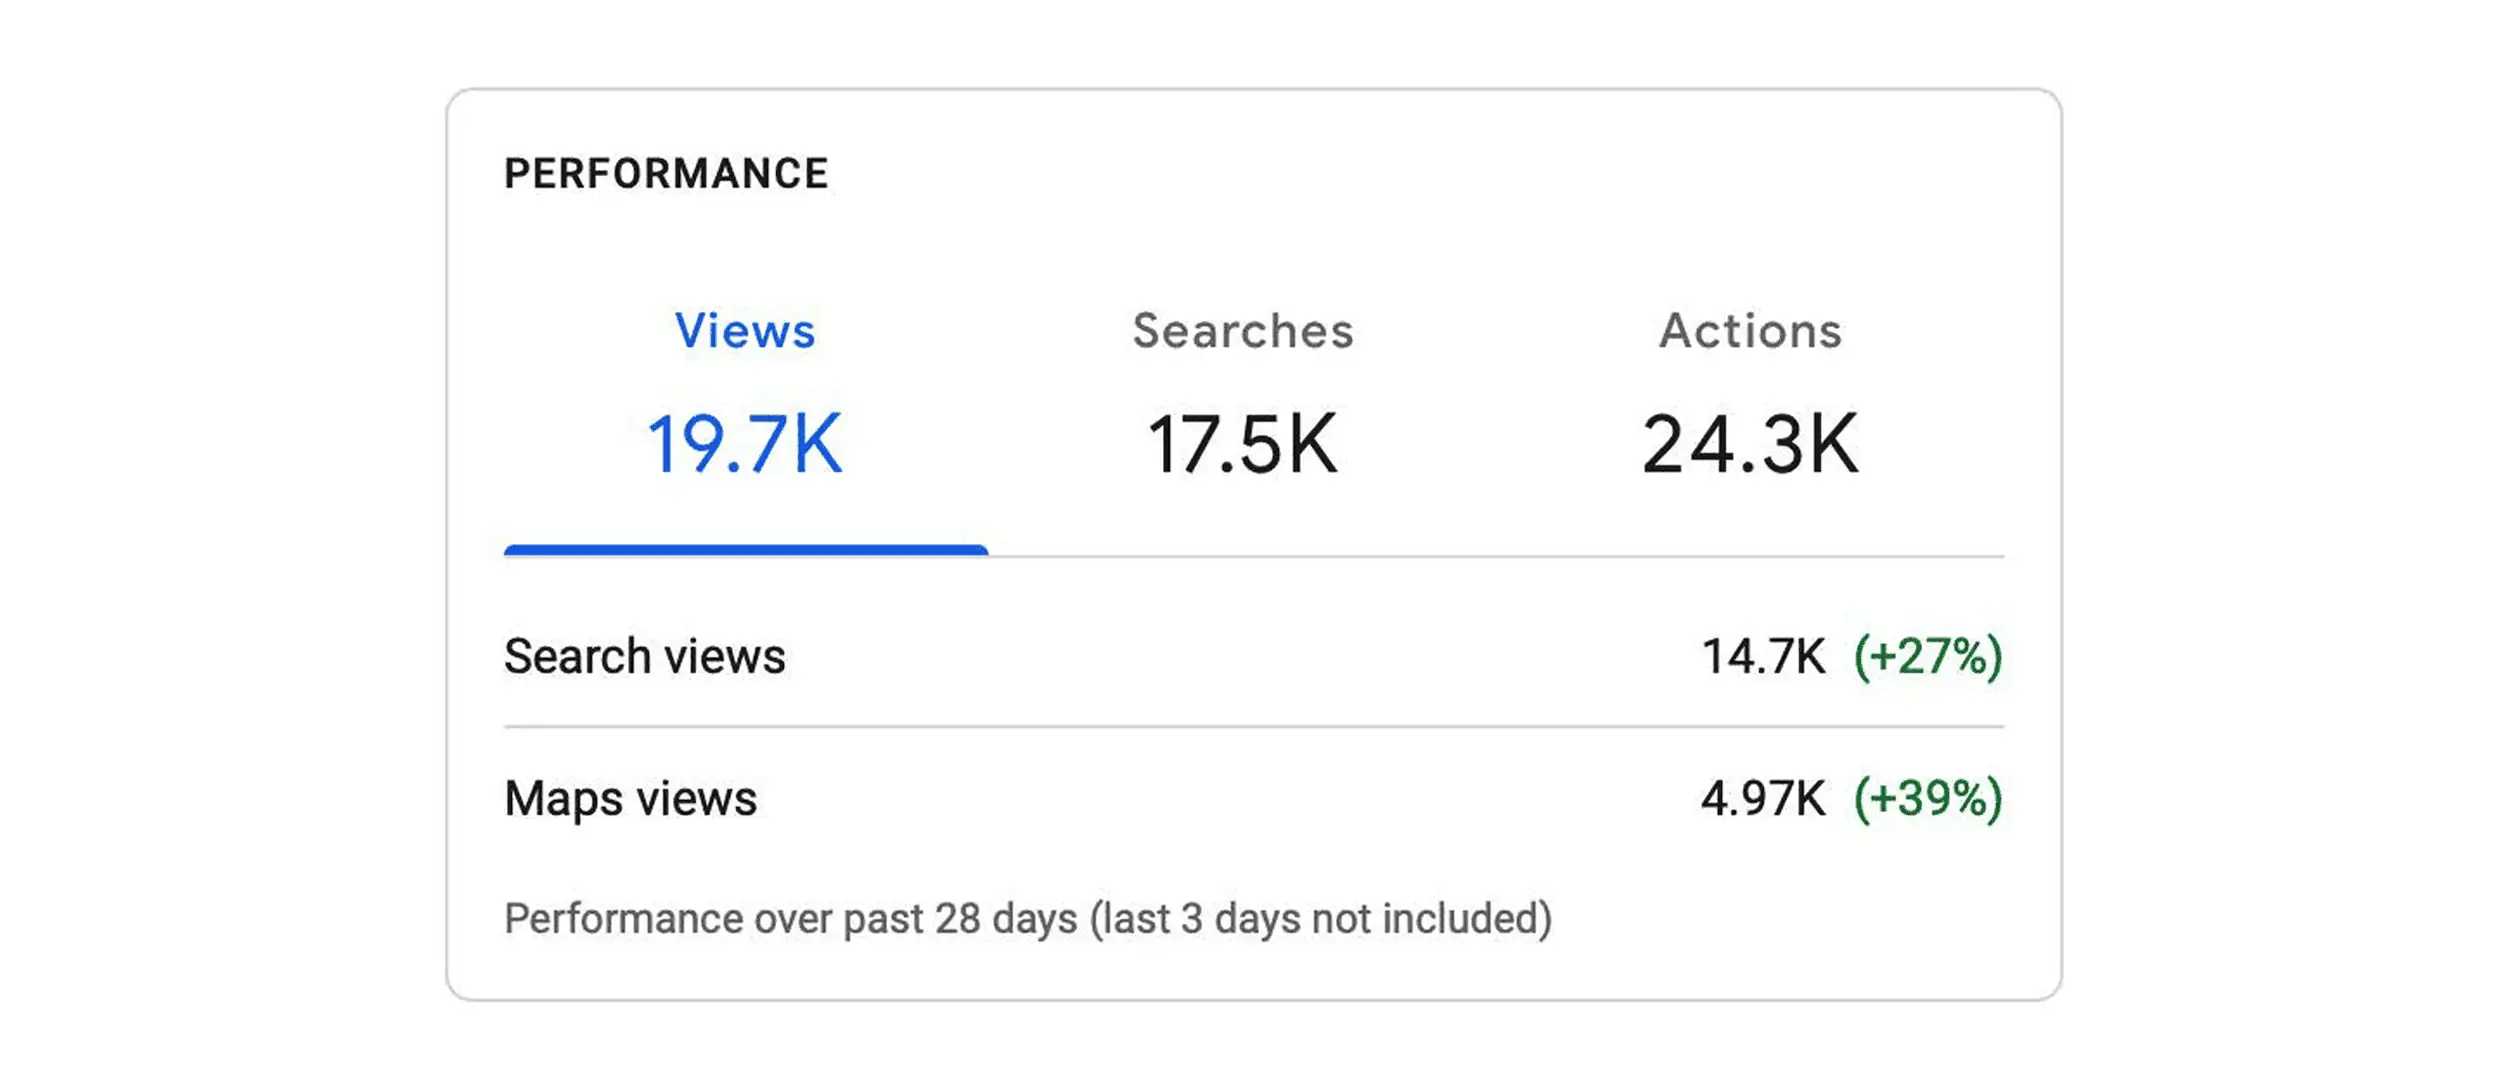 PERFORMANCE
Views Searches Actions
19.7K 17.5K 24.3K
Search views 14.7K (+27%)
Maps views 4.97K (+39%)
Performance over past 28 days (last 3 days not included)